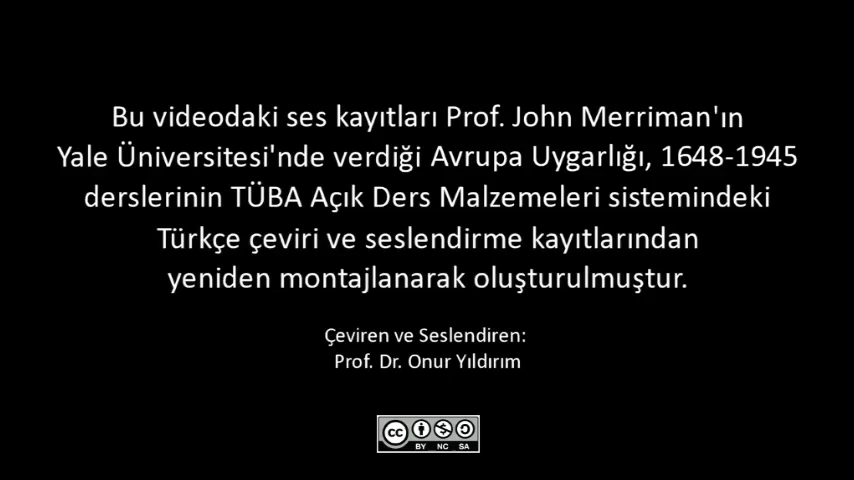 Bu videodaki ses kayıtları Prof. John Merriman'ın
Yale Üniversitesi'nde verdiği Avrupa Uygarlığı, 1648-1945
derslerinin TÜBA Açık Ders Malzemeleri sistemindeki
Türkçe çeviri ve seslendirme kayıtlarından
yeniden montajlanarak oluşturulmuştur.
Çeviren ve Seslendiren:
Prof. Dr. Onur Yıldırım
cc BY NC SA